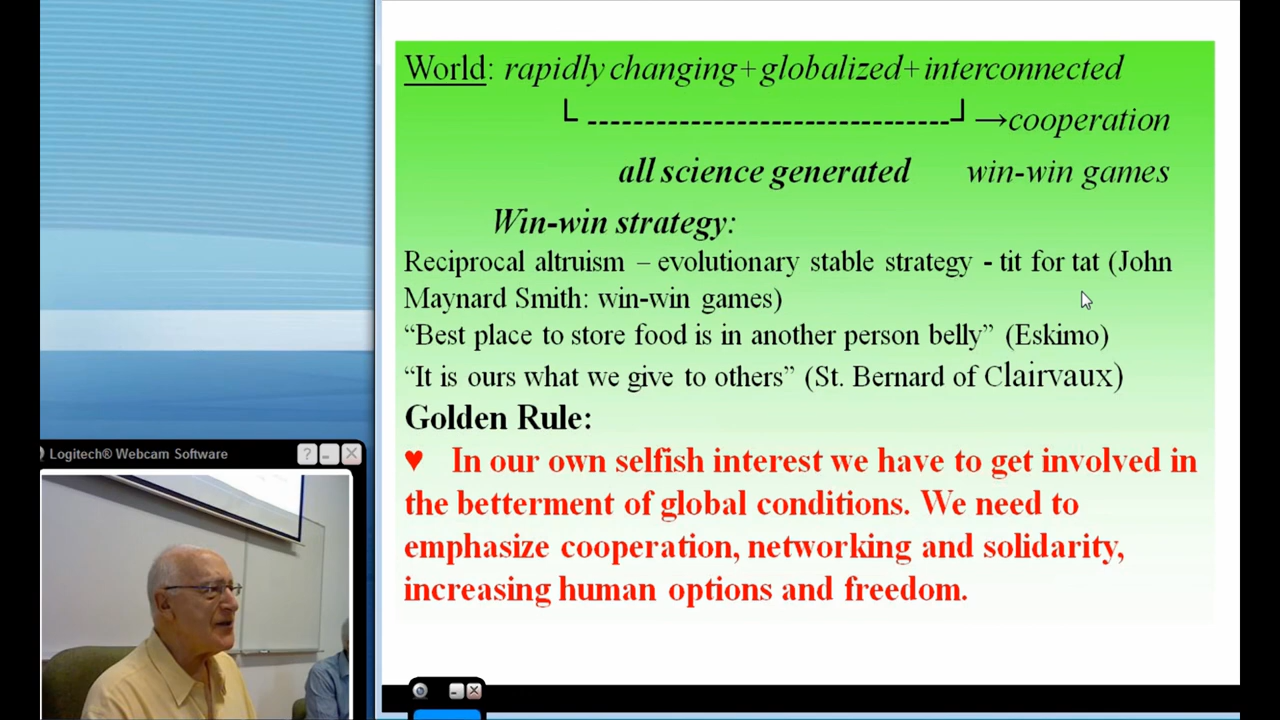 World: rapidly changing+globalized+interconnected
└ -------------------------------┘→cooperation
all science generated win-win games
Win-win strategy:
Reciprocal altruism – evolutionary stable strategy - tit for tat (John
Maynard Smith: win-win games)
“Best place to store food is in another person belly” (Eskimo)
“It is ours what we give to others” (St. Bernard of Clairvaux)
Golden Rule:
♥ In our own selfish interest we have to get involved in
the betterment of global conditions. We need to
emphasize cooperation, networking and solidarity,
increasing human options and freedom.
Logitech® Webcam Software